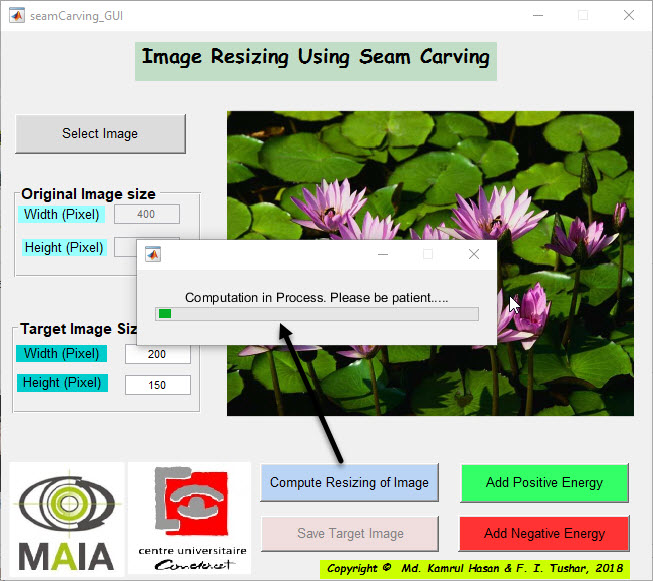 seamCarving_GUI
Image Resizing Using Seam Carving
Select Image
Original Image size
Width (Pixel) 400
Height (Pixel)
Computation in Process. Please be patient.....
Target Image Siz
Width (Pixel) 200
Height (Pixel) 150
Compute Resizing of Image
Add Positive Energy
Save Target Image
Add Negative Energy
MAIA
centre universitaire
Condorcet
Copyright © Md. Kamrul Hasan & F. I. Tushar, 2018